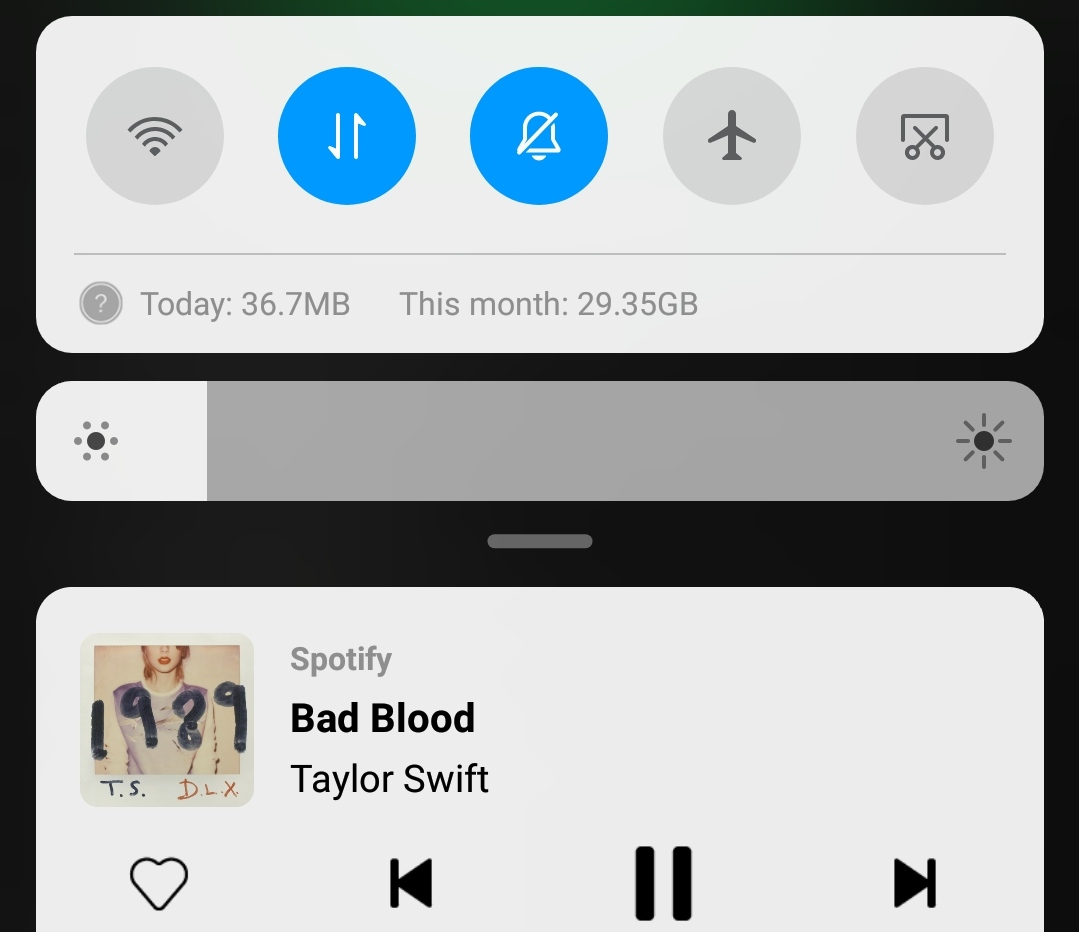 ? Today: 36.7MB This month: 29.35GB
Spotify
Bad Blood
1989
T.S. D.L.X.
Taylor Swift